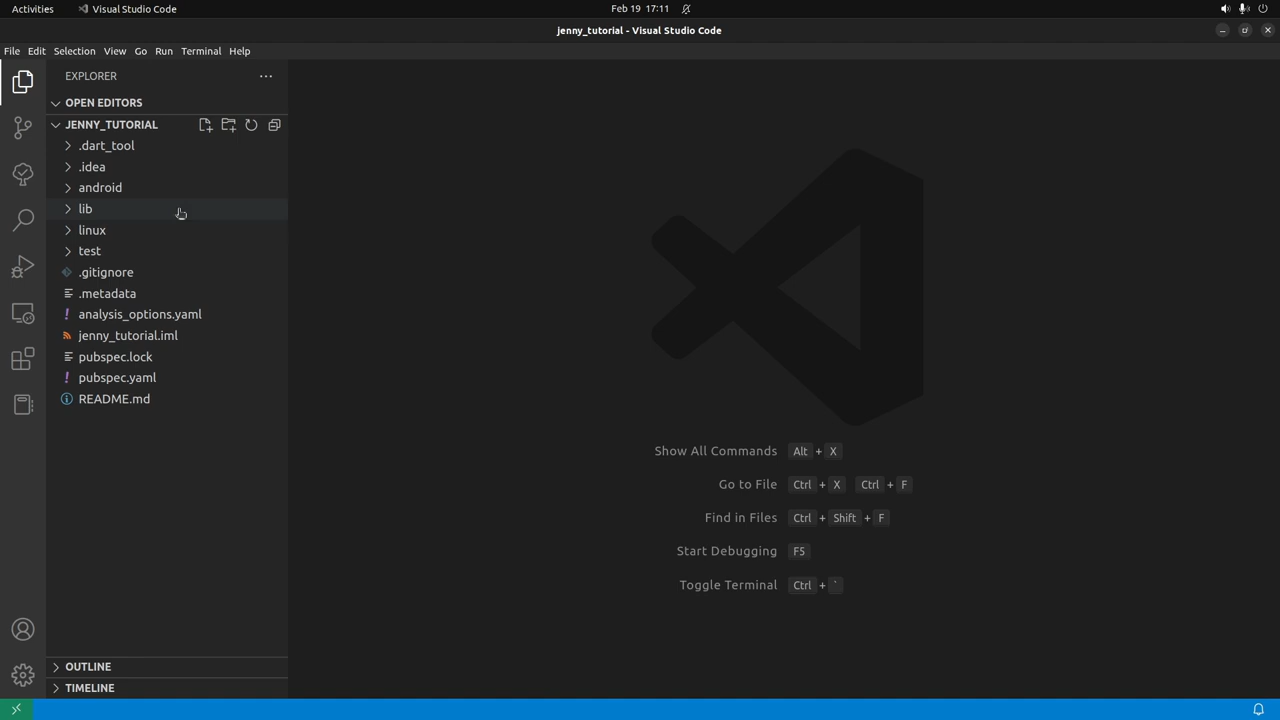 Activities
Visual Studio Code
Feb 19 17:11
jenny_tutorial - Visual Studio Code
File Edit Selection View Go Run Terminal Help
EXPLORER
OPEN EDITORS
JENNY_TUTORIAL
.dart_tool
.idea
android
lib
linux
test
.gitignore
.metadata
analysis_options.yaml
jenny_tutorial.iml
pubspec.lock
pubspec.yaml
README.md
OUTLINE
TIMELINE
Show All Commands Alt + X
Go to File Ctrl + X Ctrl + F
Find in Files Ctrl + Shift + F
Start Debugging F5
Toggle Terminal Ctrl + `